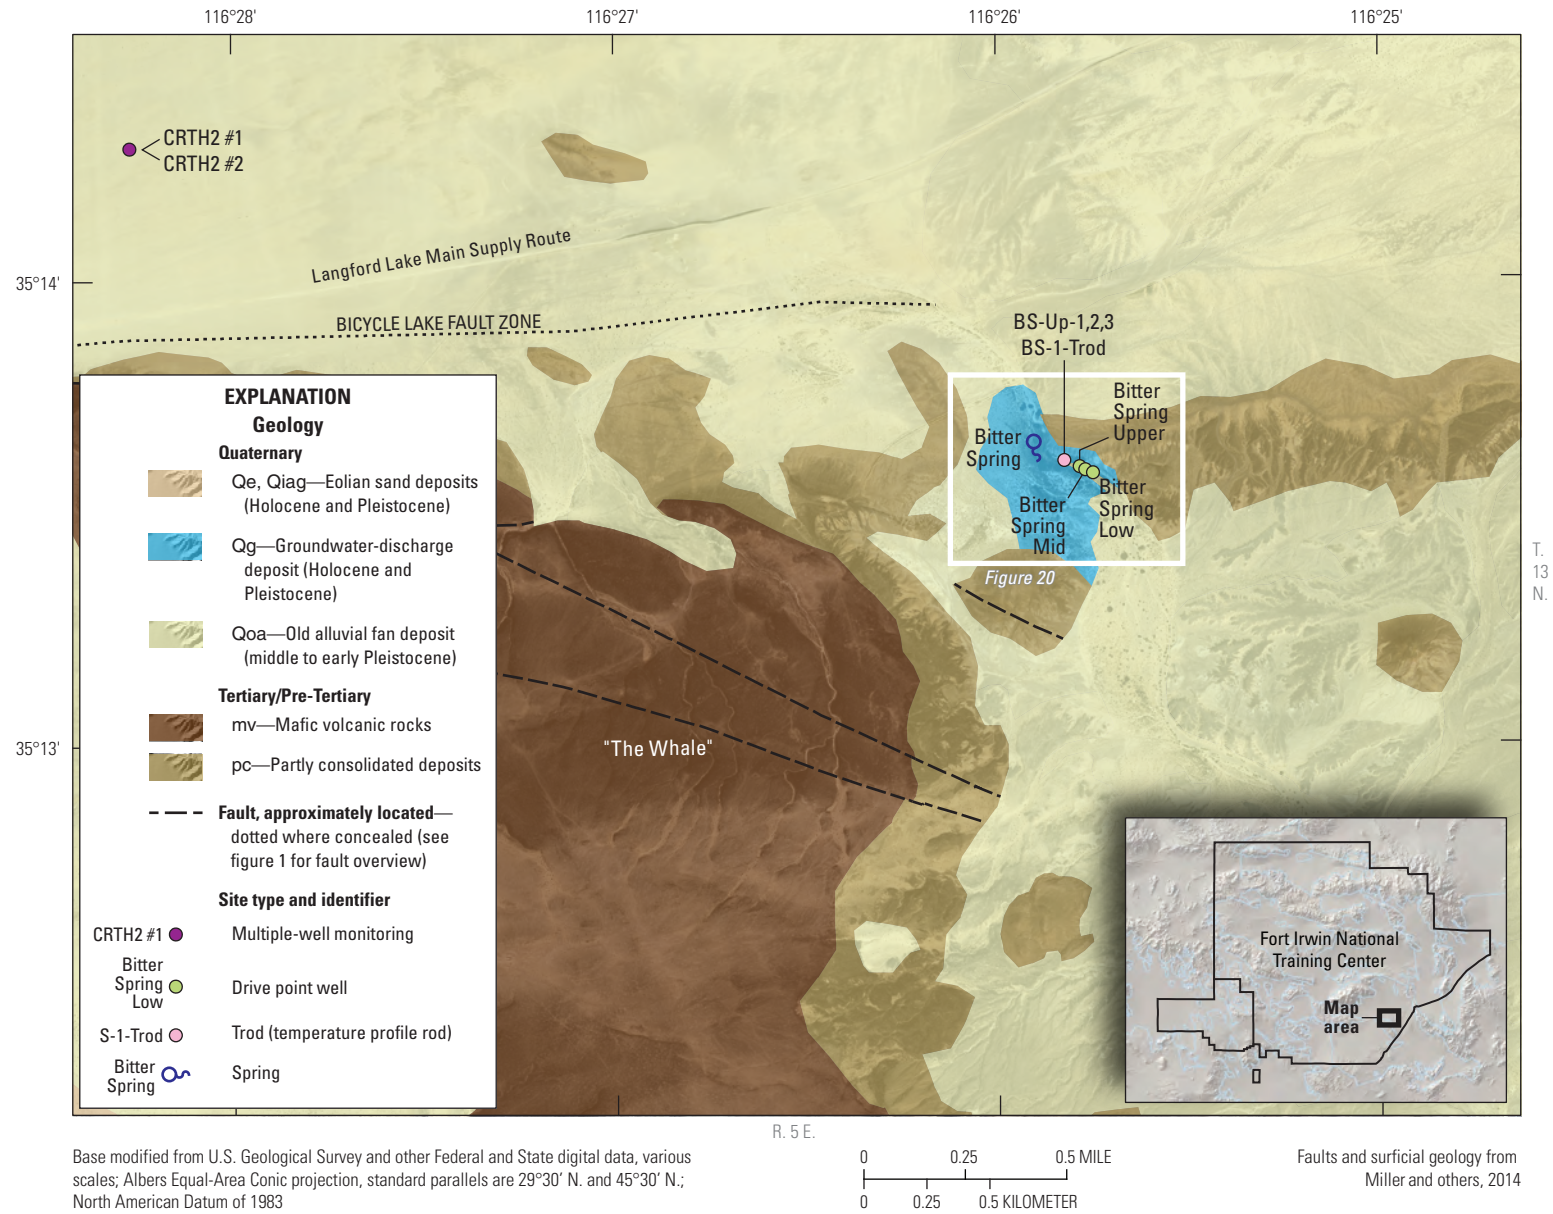 116°28'
116°27'
116°26'
116°25'
CRTH2 #1
CRTH2 #2
Langford Lake Main Supply Route
35°14'
BICYCLE LAKE FAULT ZONE
BS-Up-1,2,3
BS-1-Trod
Bitter
Spring
Upper
Bitter
Spring
Bitter
Spring
Low
Bitter
Spring
Mid
Figure 20
T.
13
N.
35°13'
"The Whale"
EXPLANATION
Geology
Quaternary
Qe, Qiag—Eolian sand deposits
(Holocene and Pleistocene)
Qg—Groundwater-discharge
deposit (Holocene and
Pleistocene)
Qoa—Old alluvial fan deposit
(middle to early Pleistocene)
Tertiary/Pre-Tertiary
mv—Mafic volcanic rocks
pc—Partly consolidated deposits
Fault, approximately located—
dotted where concealed (see
figure 1 for fault overview)
Site type and identifier
CRTH2 #1 Multiple-well monitoring
Bitter
Spring
Low
Drive point well
S-1-Trod Trod (temperature profile rod)
Bitter
Spring
Spring
Fort Irwin National
Training Center
Map
area
R. 5 E.
Base modified from U.S. Geological Survey and other Federal and State digital data, various
scales; Albers Equal-Area Conic projection, standard parallels are 29°30' N. and 45°30' N.;
North American Datum of 1983
0 0.25 0.5 MILE
0 0.25 0.5 KILOMETER
Faults and surficial geology from
Miller and others, 2014